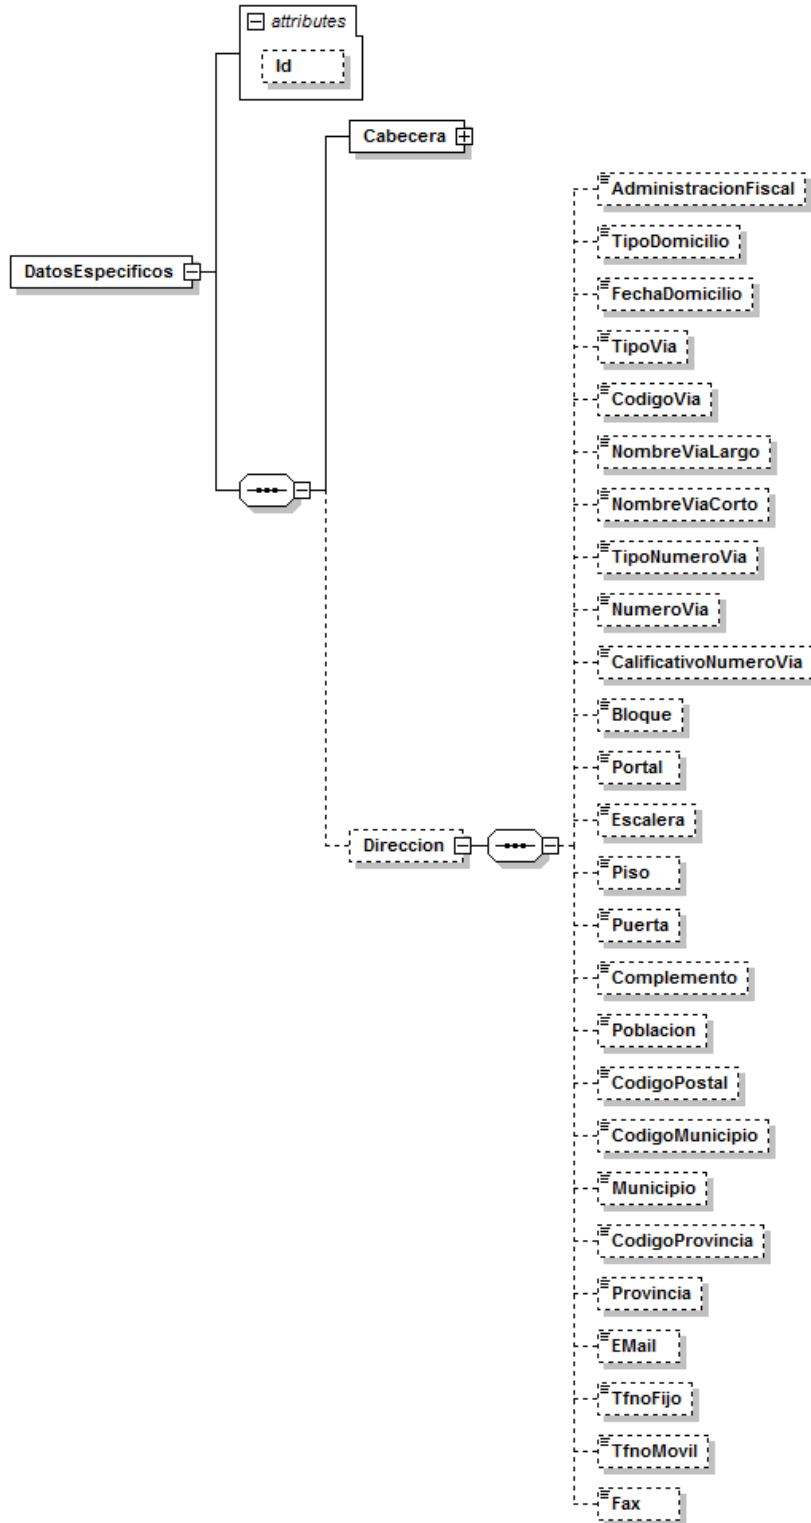 attributes
Id
Cabecera
AdministracionFiscal
TipoDomicilio
DatosEspecificos
FechaDomicilio
TipoVia
CodigoVia
NombreViaLargo
NombreViaCorto
TipoNumeroVia
NumeroVia
CalificativoNumeroVia
Bloque
Portal
Escalera
Direccion
Piso
Puerta
Complemento
Poblacion
CodigoPostal
CodigoMunicipio
Municipio
CodigoProvincia
Provincia
EMail
TfnoFijo
TfnoMovil
Fax